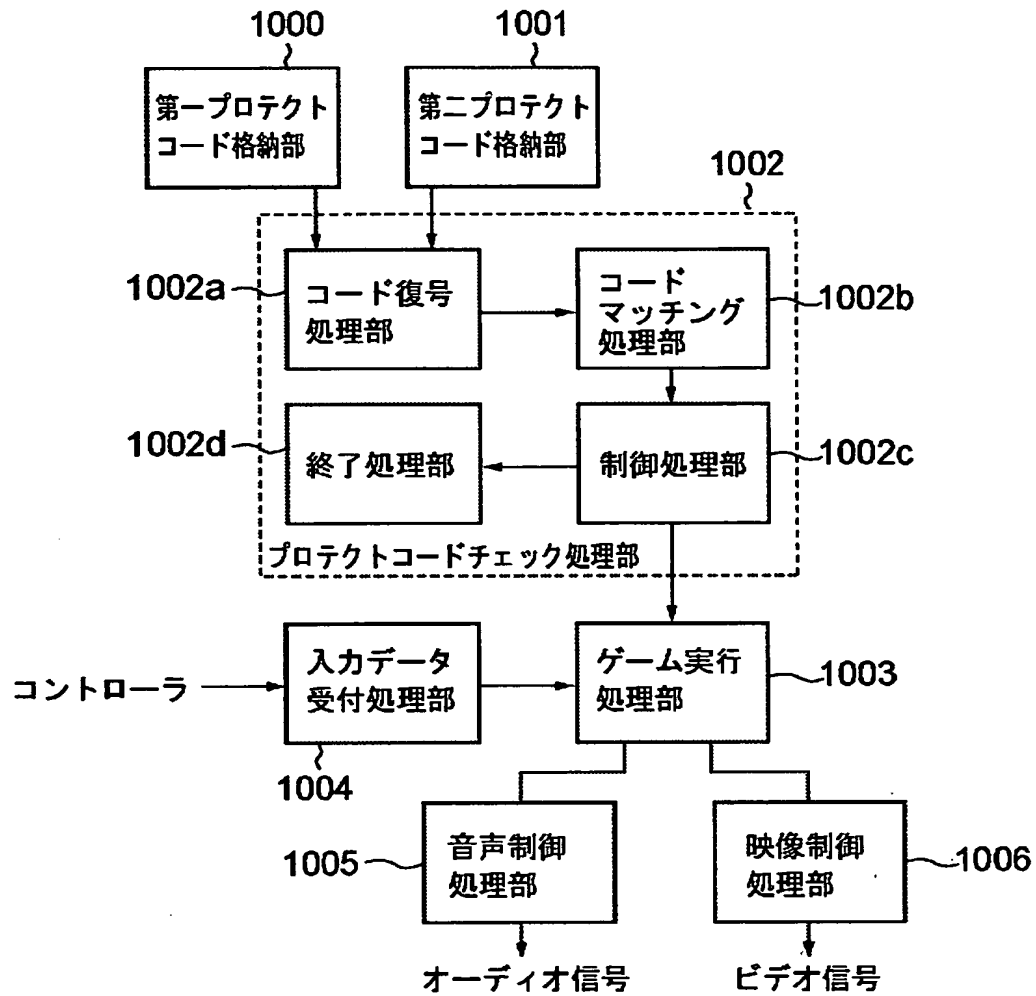 1000
1001
第一プロテクト
コード格納部
第二プロテクト
コード格納部
1002
1002a
コード復号
処理部
コード
マッチング
処理部
1002b
1002d
終了処理部
制御処理部
1002c
プロテクトコードチェック処理部
コントローラ
入力データ
受付処理部
ゲーム実行
処理部
1003
1004
1005
音声制御
処理部
映像制御
処理部
1006
オーディオ信号
ビデオ信号